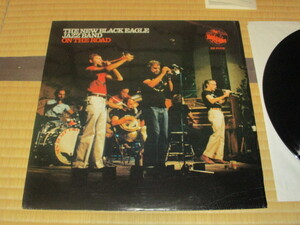 THE NEW BLACK EAGLE
JAZZ BAND
ON THE ROAD